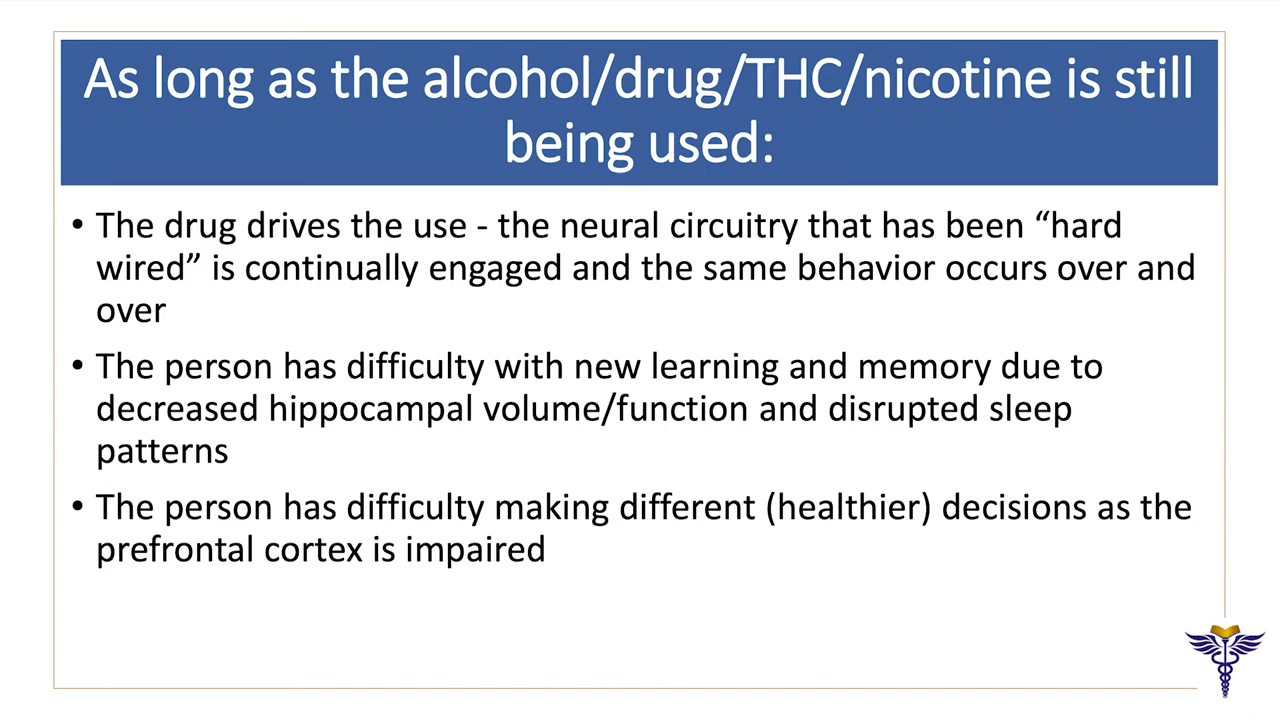 As long as the alcohol/drug/THC/nicotine is still
being used:
• The drug drives the use - the neural circuitry that has been “hard
wired” is continually engaged and the same behavior occurs over and
over
• The person has difficulty with new learning and memory due to
decreased hippocampal volume/function and disrupted sleep
patterns
• The person has difficulty making different (healthier) decisions as the
prefrontal cortex is impaired